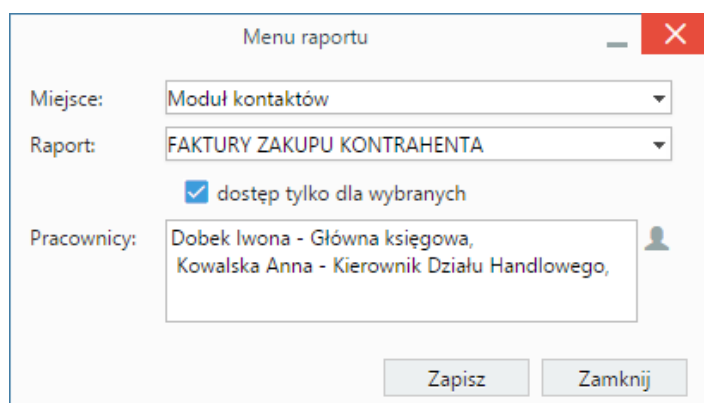 Menu raportu
Miejsce: Moduł kontaktów
Raport: FAKTURY ZAKUPU KONTRAHENTA
dostęp tylko dla wybranych
Pracownicy: Dobek Iwona - Główna księgowa,
Kowalska Anna - Kierownik Działu Handlowego,
Zapisz Zamknij